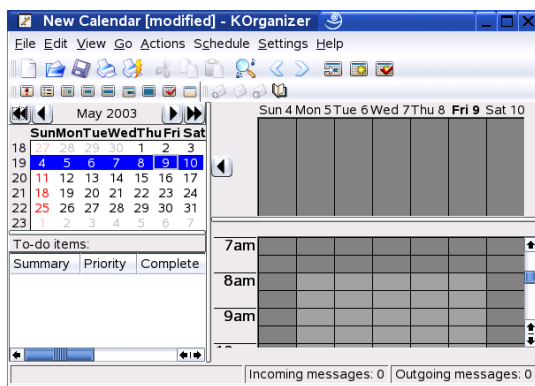 New Calendar [modified] - KOrganizer
File Edit View Go Actions Schedule Settings Help
May 2003
Sun Mon Tue Wed Thu Fri Sat
18 27 28 29 30 1 2 3
19 4 5 6 7 8 9 10
20 11 12 13 14 15 16 17
21 18 19 20 21 22 23 24
22 25 26 27 28 29 30 31
23 1 2 3 4 5 6 7
To-do items:
Summary Priority Complete
Sun 4 Mon 5 Tue 6 Wed 7 Thu 8 Fri 9 Sat 10
7am
8am
9am
Incoming messages: 0 Outgoing messages: 0